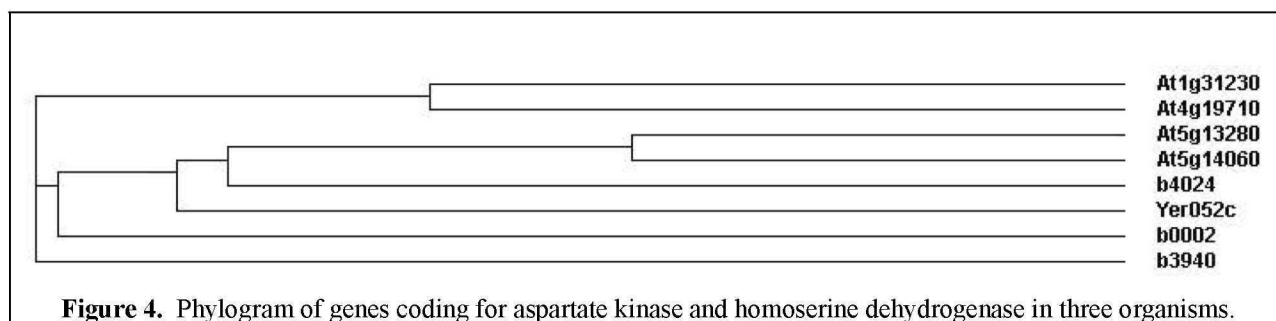 At1g31230
At4g19710
At5g13280
At5g14060
b4024
Yer052c
b0002
b3940
Figure 4. Phylogram of genes coding for aspartate kinase and homoserine dehydrogenase in three organisms.